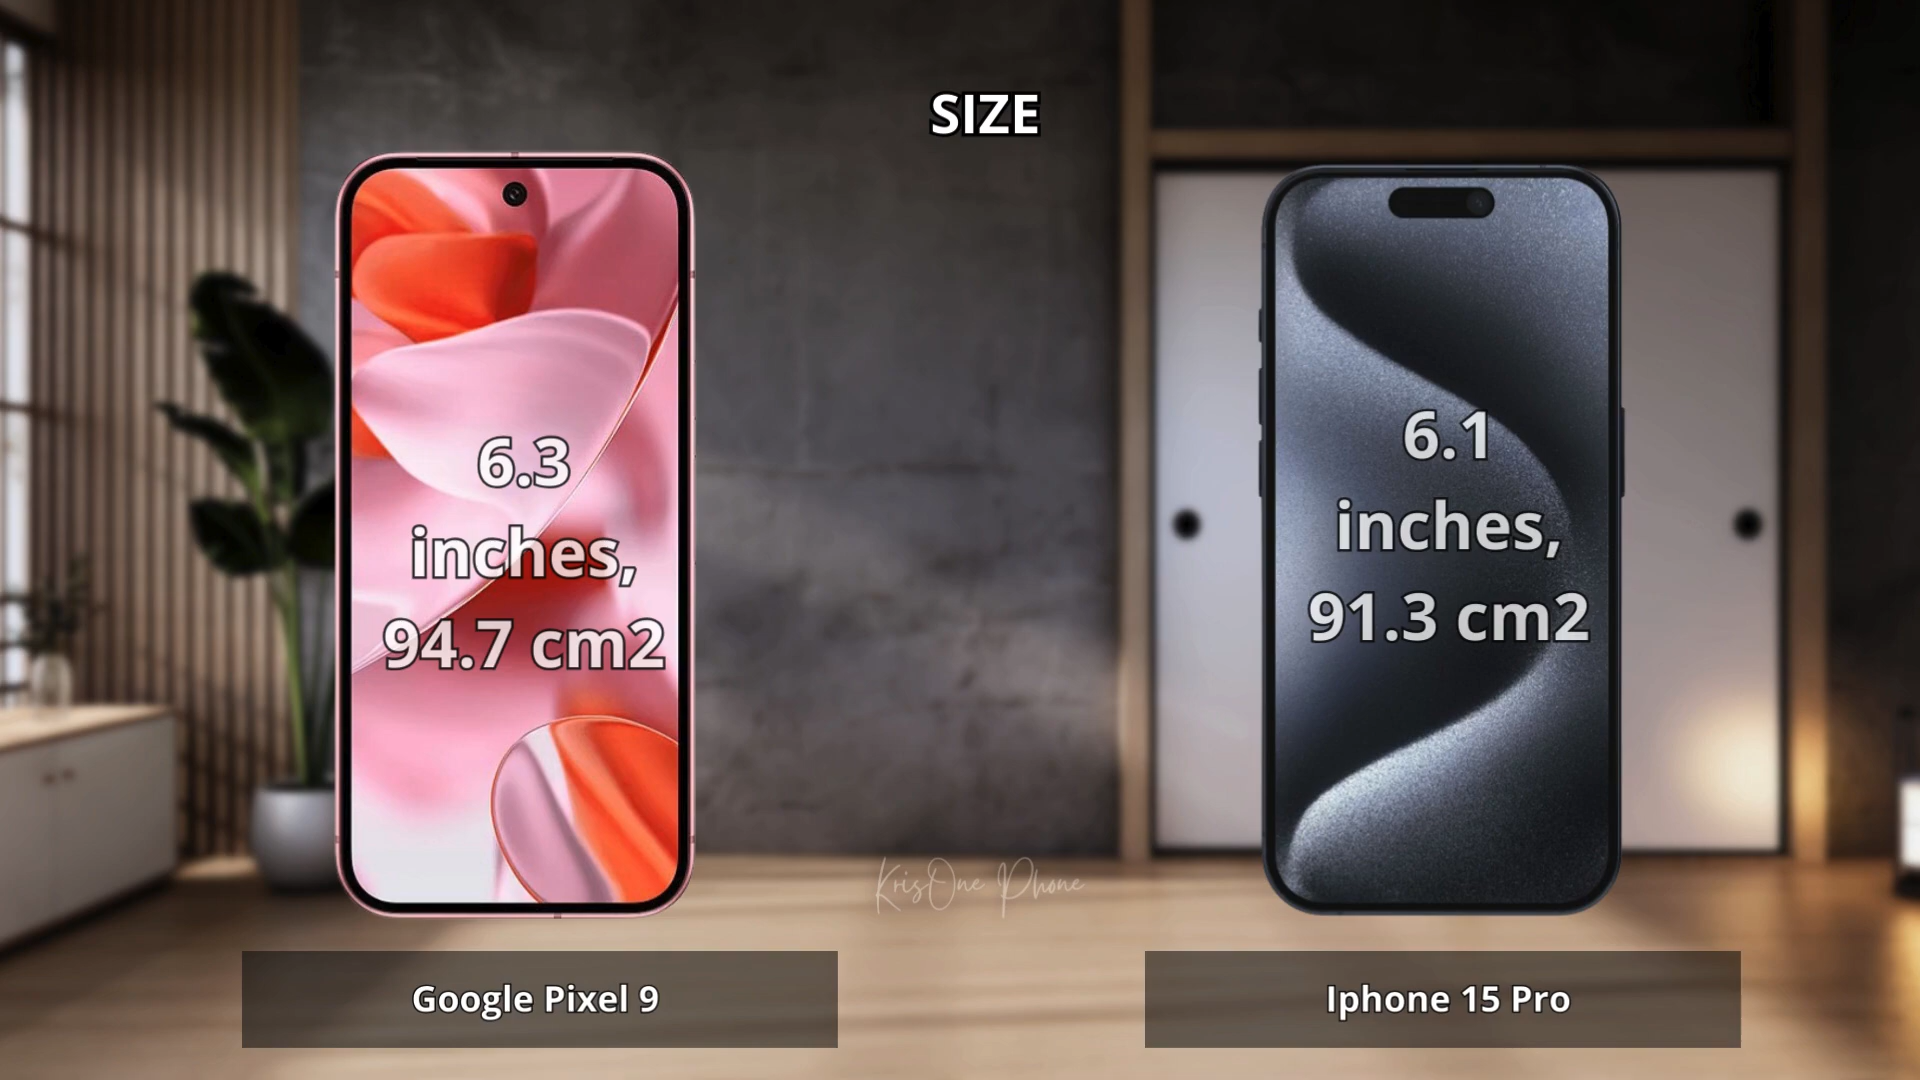 SIZE
6.3
inches,
94.7 cm2
6.1
inches,
91.3 cm2
KrisOne Phone
Google Pixel 9
Iphone 15 Pro